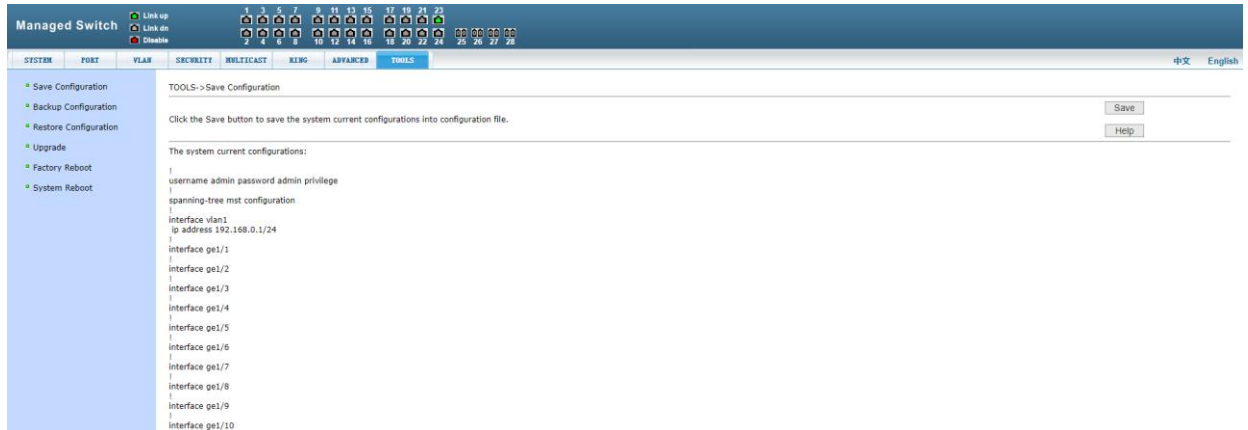 Managed Switch
Link up
Link dn
Disable
1 3 5 7 9 11 13 15 17 19 21 23
2 4 6 8 10 12 14 16 18 20 22 24 25 26 27 28
SYSTEM PORT VLAN SECURITY MULTICAST RING ADVANCED TOOLS 中文 English
Save Configuration
Backup Configuration
Restore Configuration
Upgrade
Factory Reboot
System Reboot
TOOLS->Save Configuration
Click the Save button to save the system current configurations into configuration file.
Save
Help
The system current configurations:
!
username admin password admin privilege
!
spanning-tree mst configuration
!
interface vlan1
ip address 192.168.0.1/24
!
interface ge1/1
!
interface ge1/2
!
interface ge1/3
!
interface ge1/4
!
interface ge1/5
!
interface ge1/6
!
interface ge1/7
!
interface ge1/8
!
interface ge1/9
!
interface ge1/10